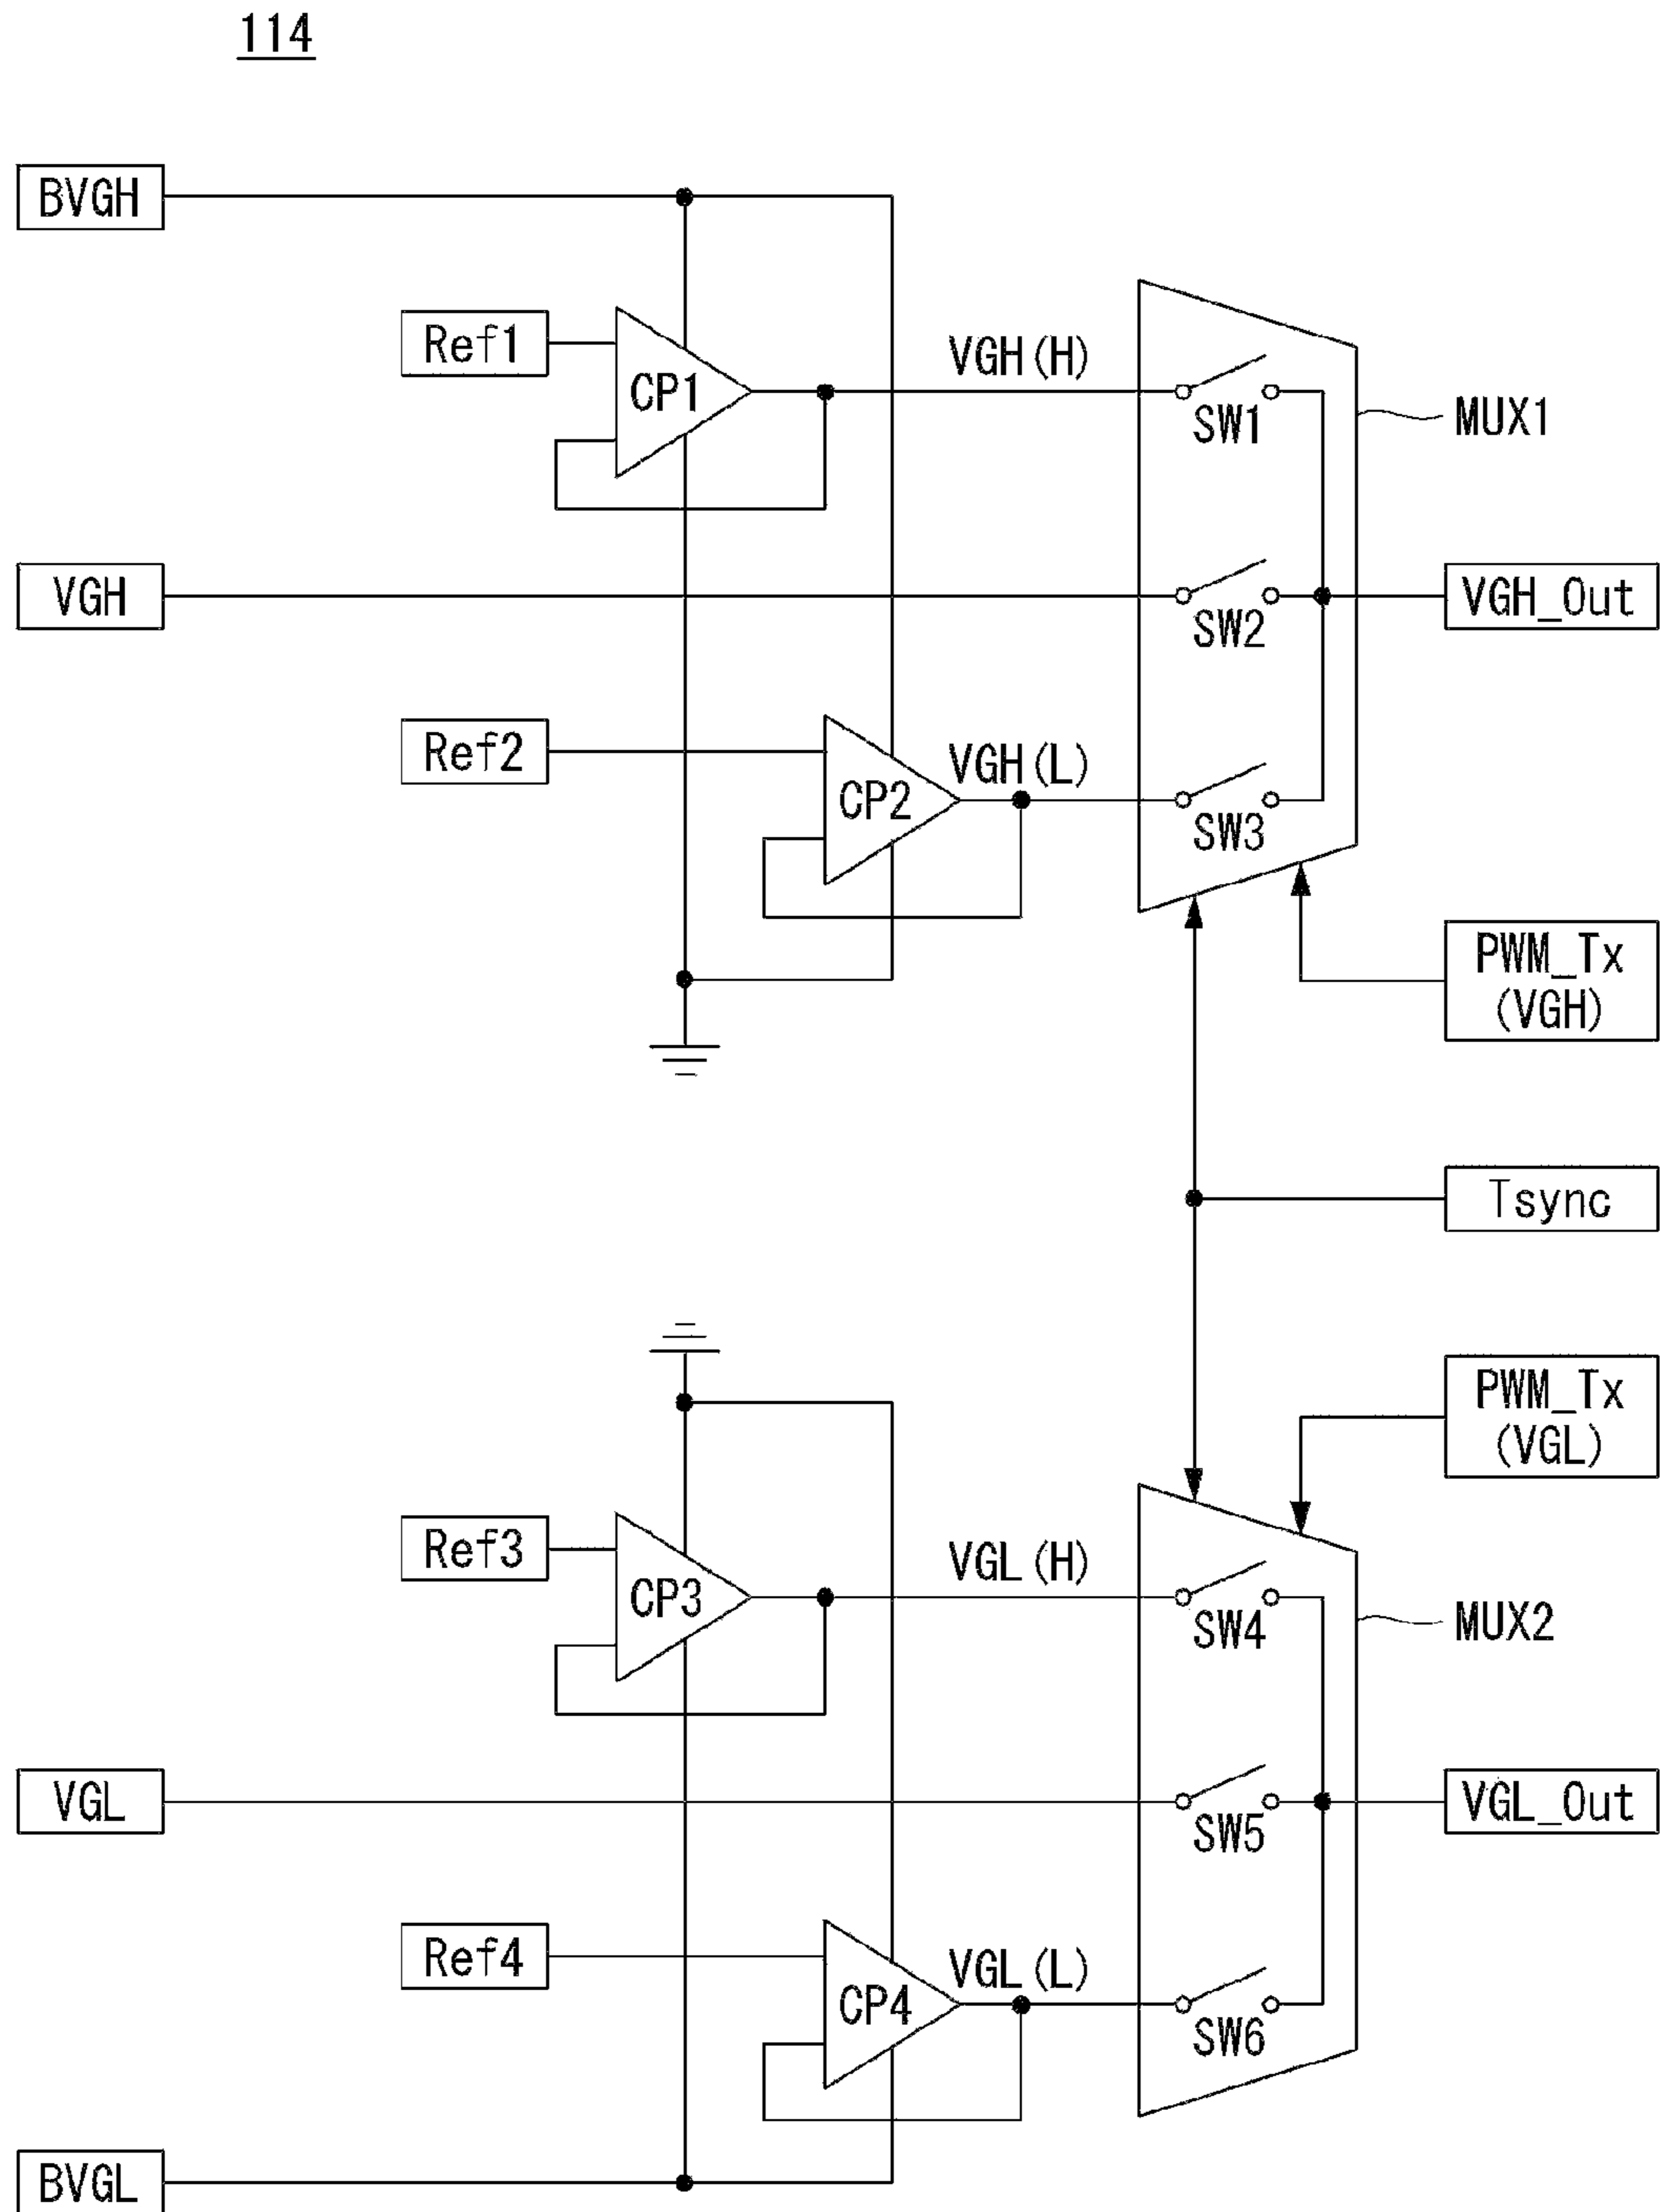 114
BVGH
Ref1
CP1
VGH(H)
SW1
MUX1
VGH
SW2
VGH_Out
Ref2
CP2
VGH(L)
SW3
PWM_Tx
(VGH)
Tsync
PWM_Tx
(VGL)
Ref3
CP3
VGL(H)
SW4
MUX2
VGL
SW5
VGL_Out
Ref4
CP4
VGL(L)
SW6
BVGL